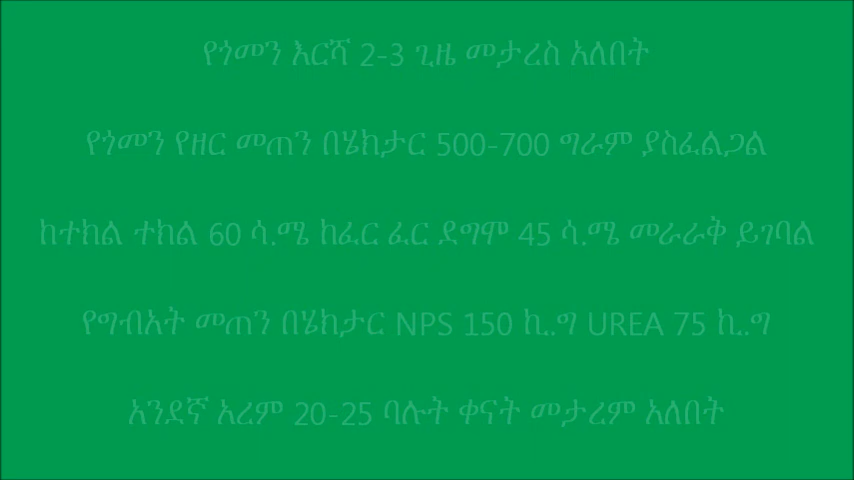 የጎመን እርሻ 2-3 ጊዜ መታረስ አለበት
የጎመን የዘር መጠን በሄክታር 500-700 ግራም ያስፈልጋል
ከተክል ተክል 60 ሳ.ሜ ከፈር ፈር ደግሞ 45 ሳ.ሜ መራራቅ ይገባል
የግብአት መጠን በሄክታር NPS 150 ኪ..ግ UREA 75 ኪ..ግ
አንደኛ አረም 20-25 ባሉት ቀናት መታረም አለበት